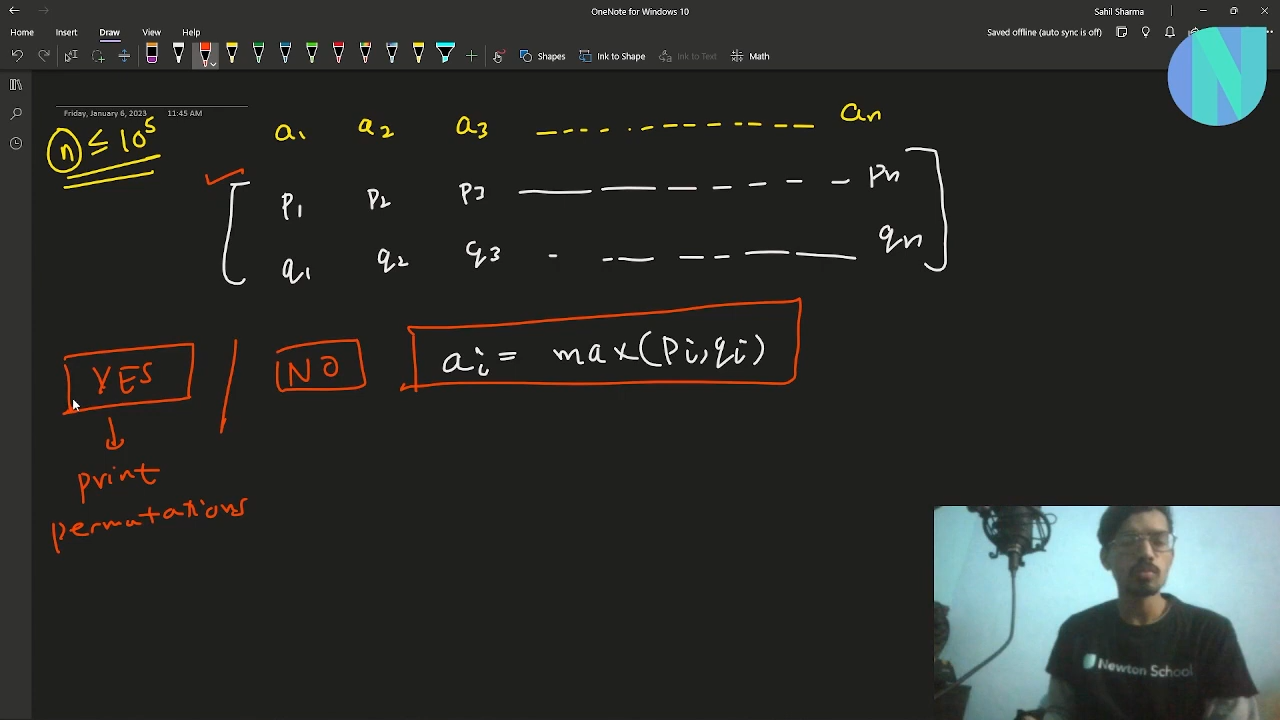 OneNote for Windows 10
Sahil Sharma
Home Insert Draw View Help
Saved offline (auto sync is off)
Shapes Ink to Shape Ink to Text Math
Friday, January 6, 2023 11:45 AM
n ≤ 10^5
a1 a2 a3 an
p1 p2 p3 pn
q1 q2 q3 qn
ai = max(pi,qi)
YES / NO
print
permutations
Newton School